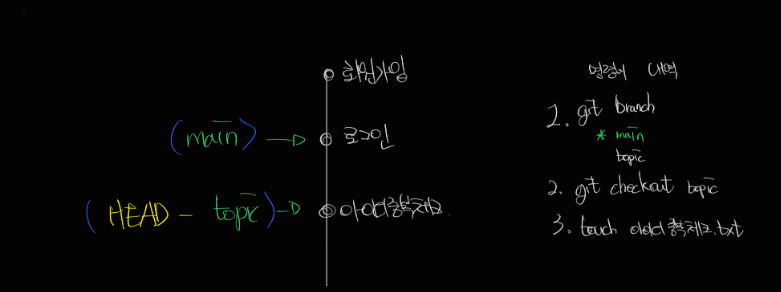 회원가입
(main) →
로그인
(HEAD - topic) →
아이디중복체크
명령어 내역
1. git branch
* main
topic
2. git checkout topic
3. touch 아이디중복체크.txt